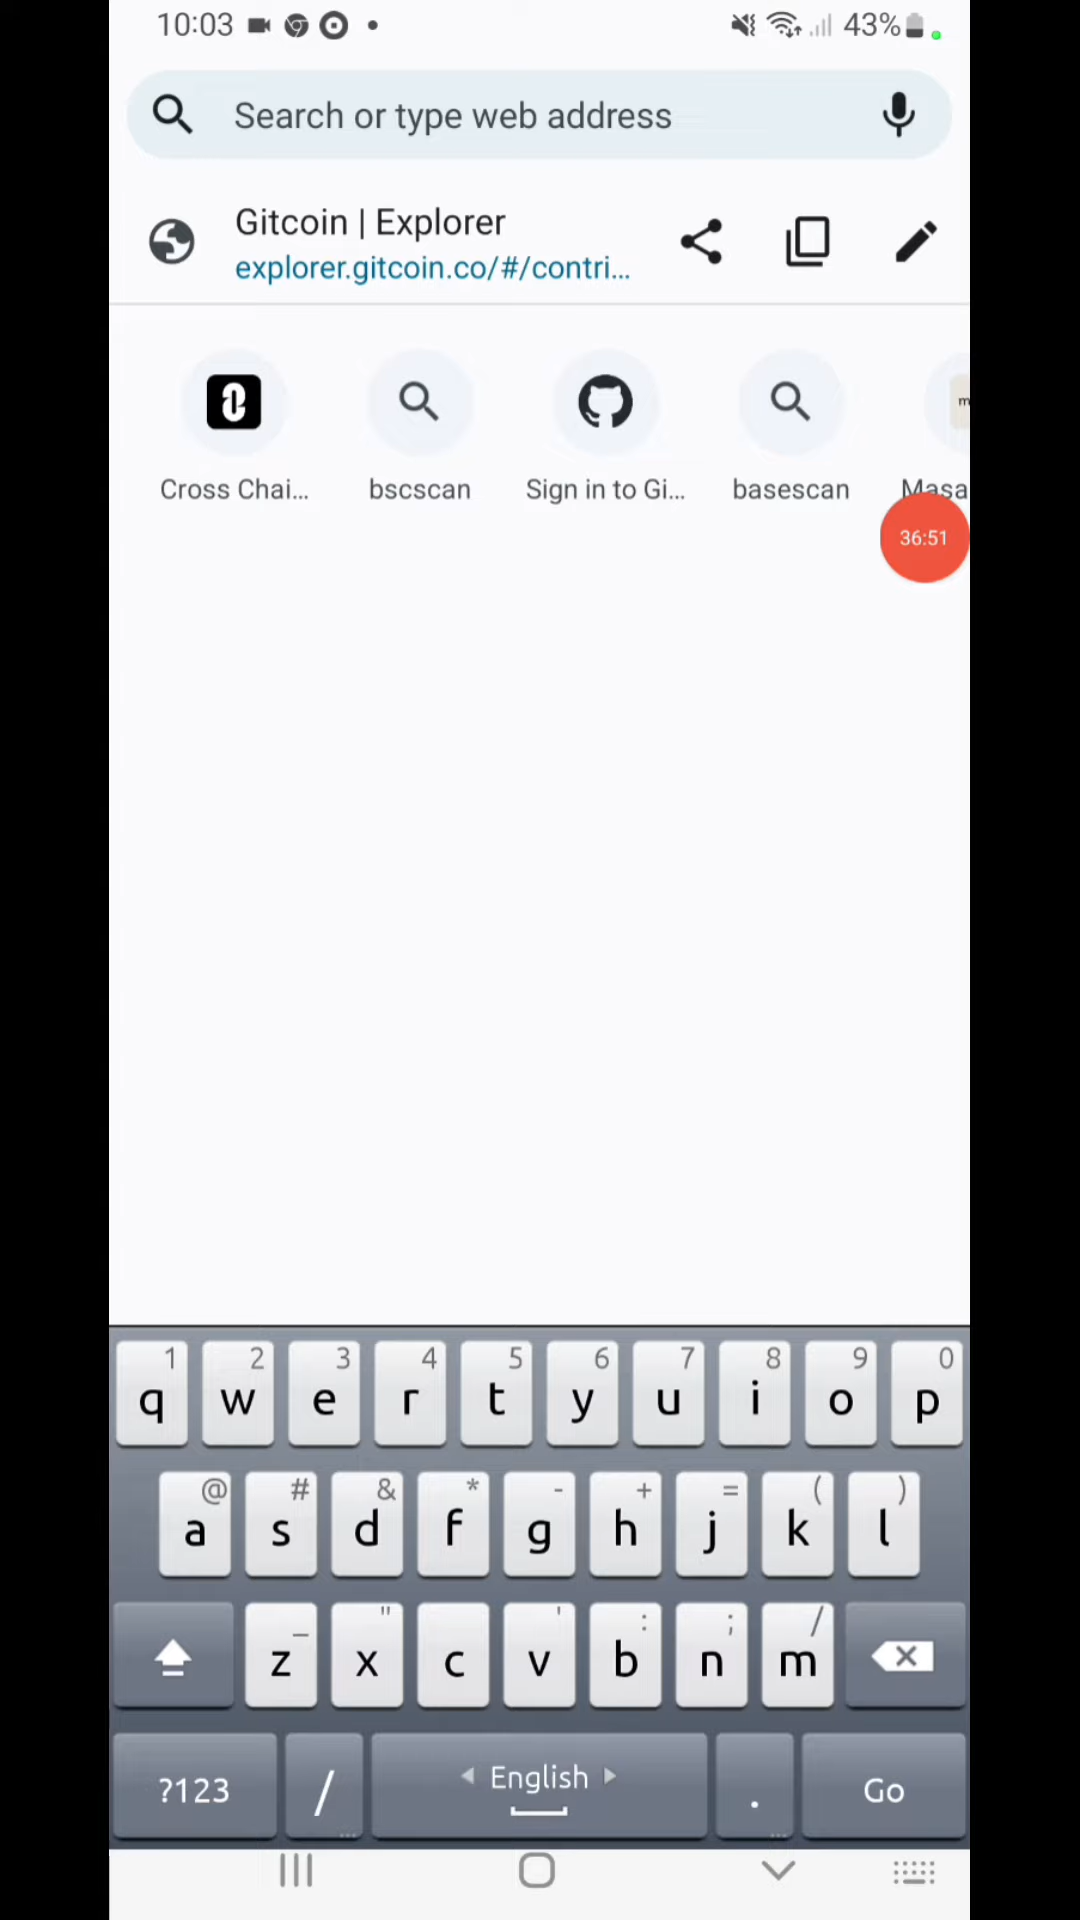 10:03 43%
Search or type web address
Gitcoin | Explorer
explorer.gitcoin.co/#/contri...
Cross Chai... bscscan Sign in to Gi... basescan Masa
m
36:51
1 2 3 4 5 6 7 8 9 0
q w e r t y u i o p
@ # & * - + = ( )
a s d f g h j k l
_ " ' : ; /
z x c v b n m
?123 / English . Go